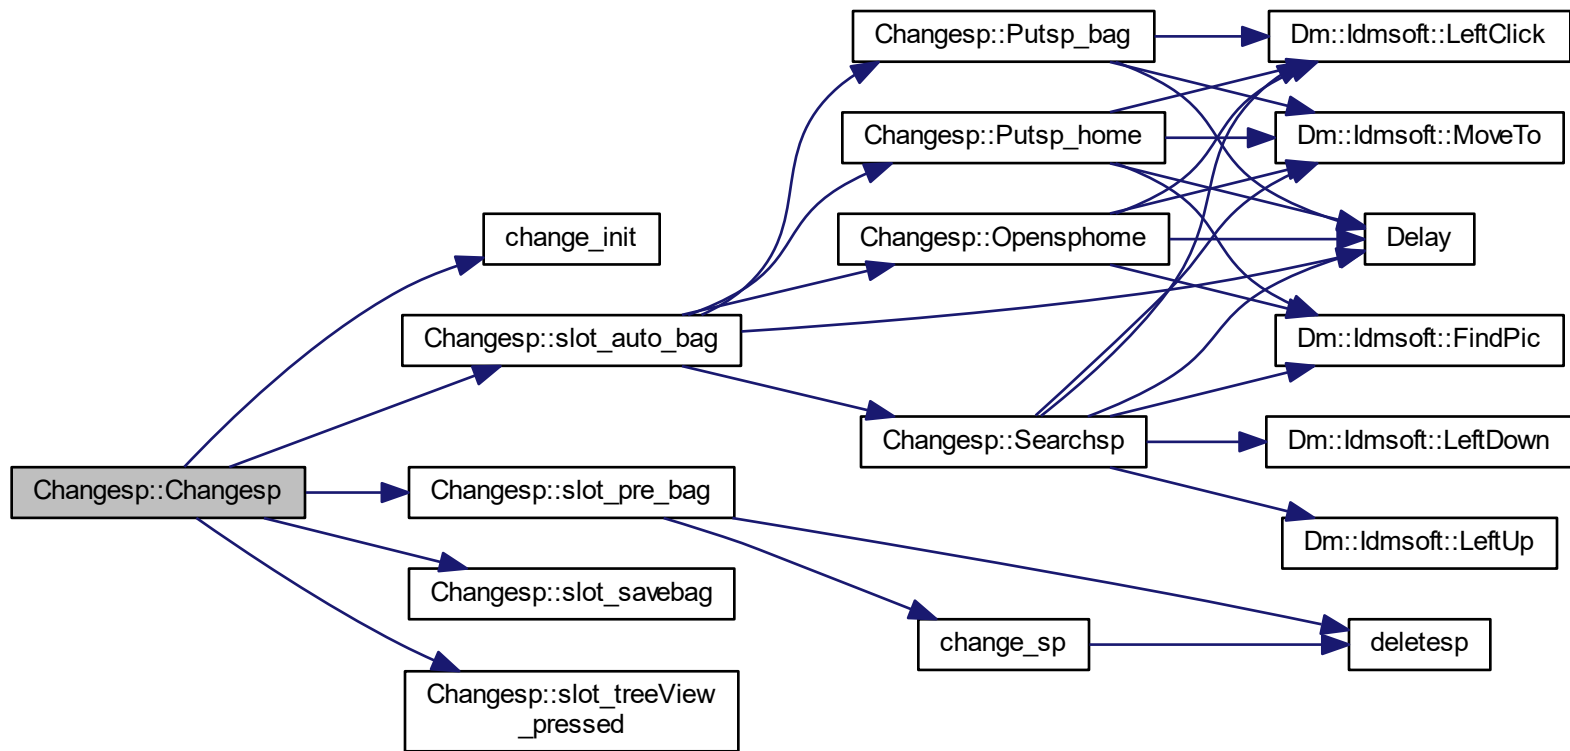 Changesp::Putsp_bag
Dm::Idmsoft::LeftClick
Changesp::Putsp_home
Dm::Idmsoft::MoveTo
change_init
Changesp::Opensphome
Delay
Changesp::slot_auto_bag
Dm::Idmsoft::FindPic
Changesp::Searchsp
Dm::Idmsoft::LeftDown
Changesp::Changesp
Changesp::slot_pre_bag
Dm::Idmsoft::LeftUp
Changesp::slot_savebag
change_sp
deletesp
Changesp::slot_treeView
_pressed